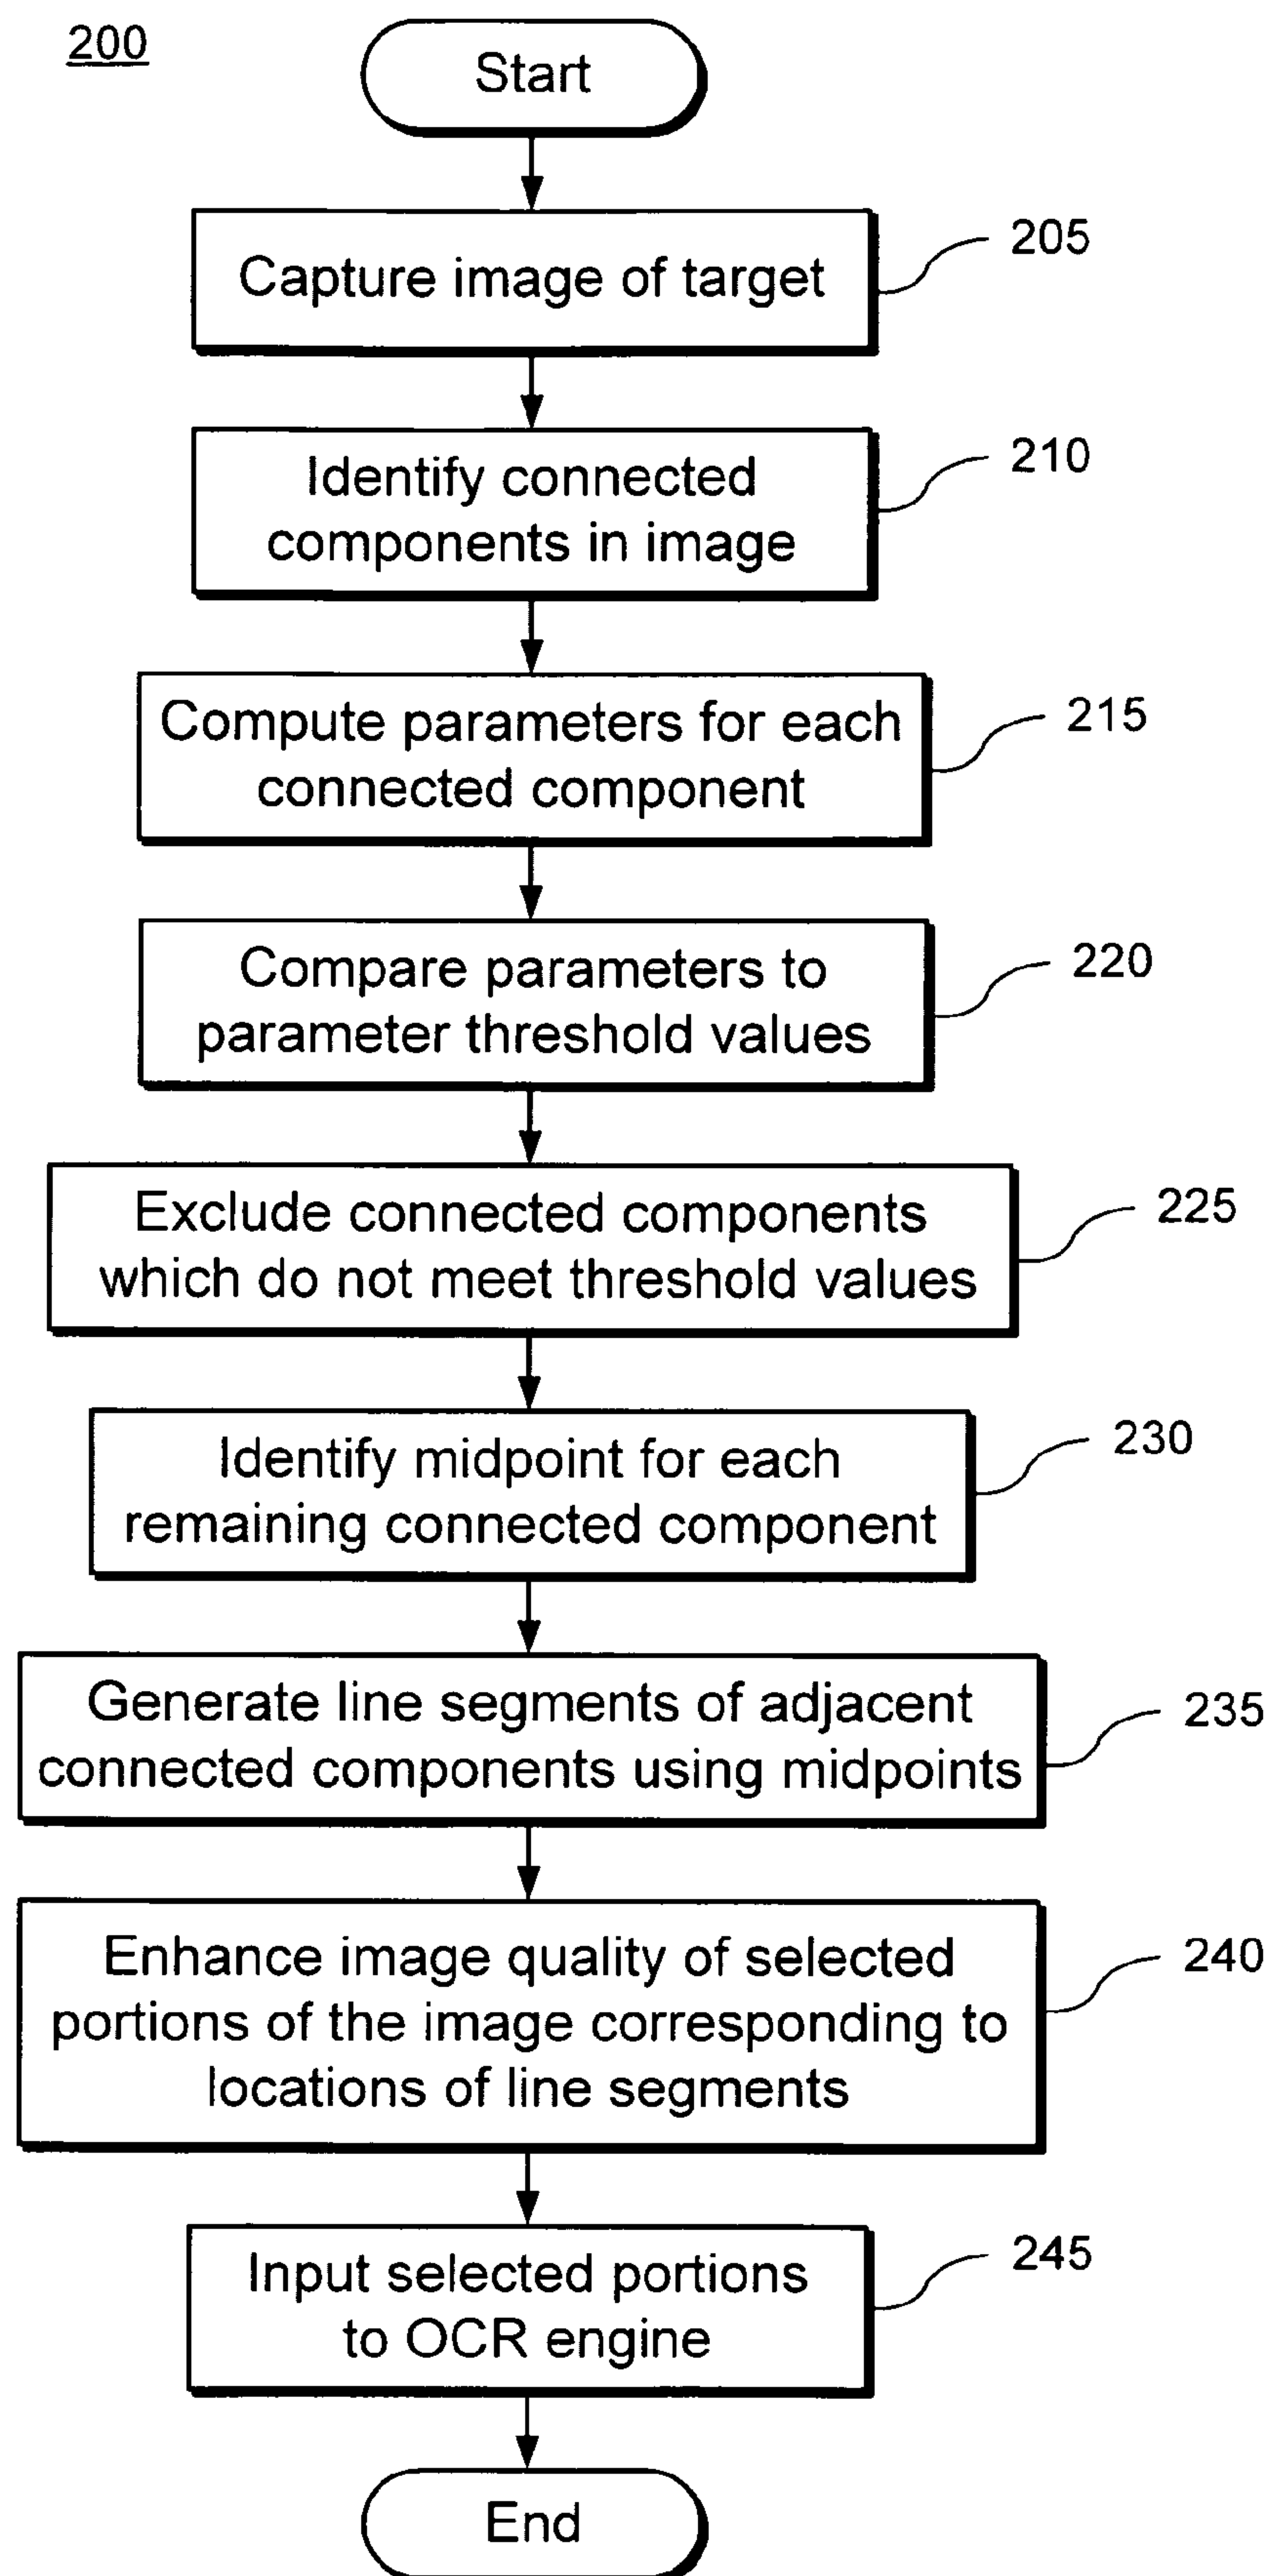 200
Start
Capture image of target
205
Identify connected
components in image
210
Compute parameters for each
connected component
215
Compare parameters to
parameter threshold values
220
Exclude connected components
which do not meet threshold values
225
Identify midpoint for each
remaining connected component
230
Generate line segments of adjacent
connected components using midpoints
235
Enhance image quality of selected
portions of the image corresponding to
locations of line segments
240
Input selected portions
to OCR engine
245
End